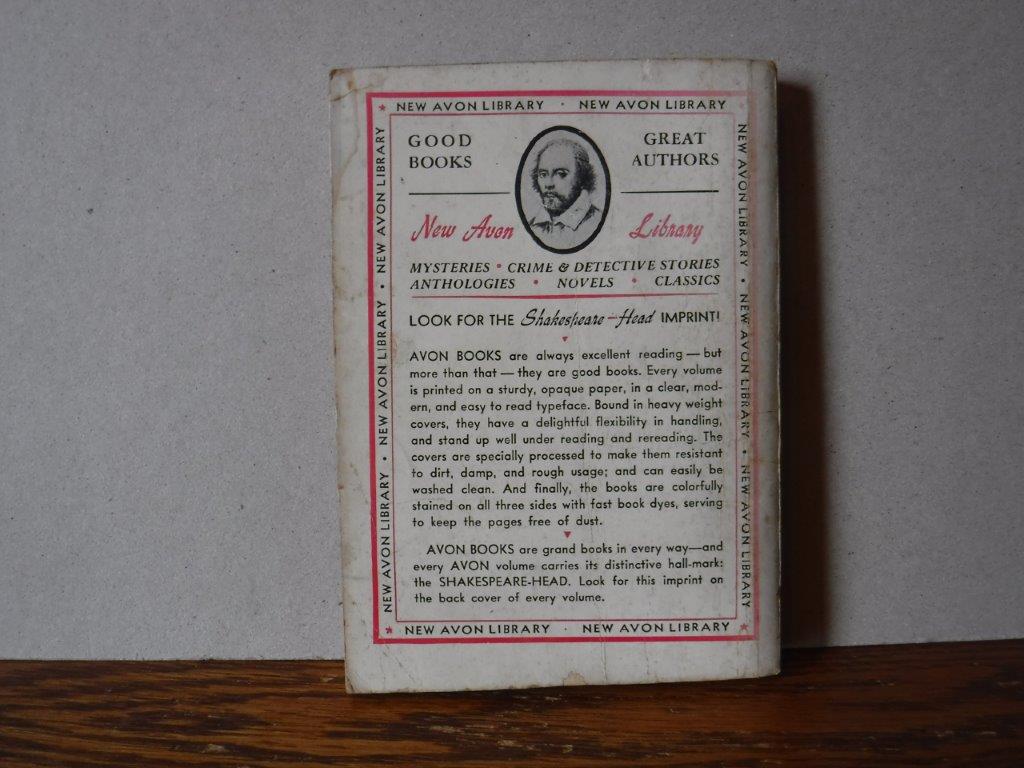 NEW AVON LIBRARY · NEW AVON LIBRARY
NEW AVON LIBRARY • NEW AVON LIBRARY • NEW AVON LIBRARY
NEW AVON LIBRARY • NEW AVON LIBRARY • NEW AVON LIBRARY
GOOD BOOKS
GREAT AUTHORS
New Avon Library
MYSTERIES • CRIME & DETECTIVE STORIES
ANTHOLOGIES • NOVELS • CLASSICS
LOOK FOR THE Shakespeare-Head IMPRINT!
AVON BOOKS are always excellent reading — but
more than that — they are good books. Every volume
is printed on a sturdy, opaque paper, in a clear, mod-
ern, and easy to read typeface. Bound in heavy weight
covers, they have a delightful flexibility in handling,
and stand up well under reading and rereading. The
covers are specially processed to make them resistant
to dirt, damp, and rough usage; and can easily be
washed clean. And finally, the books are colorfully
stained on all three sides with fast book dyes, serving
to keep the pages free of dust.
AVON BOOKS are grand books in every way—and
every AVON volume carries its distinctive hall-mark:
the SHAKESPEARE-HEAD. Look for this imprint on
the back cover of every volume.
NEW AVON LIBRARY · NEW AVON LIBRARY